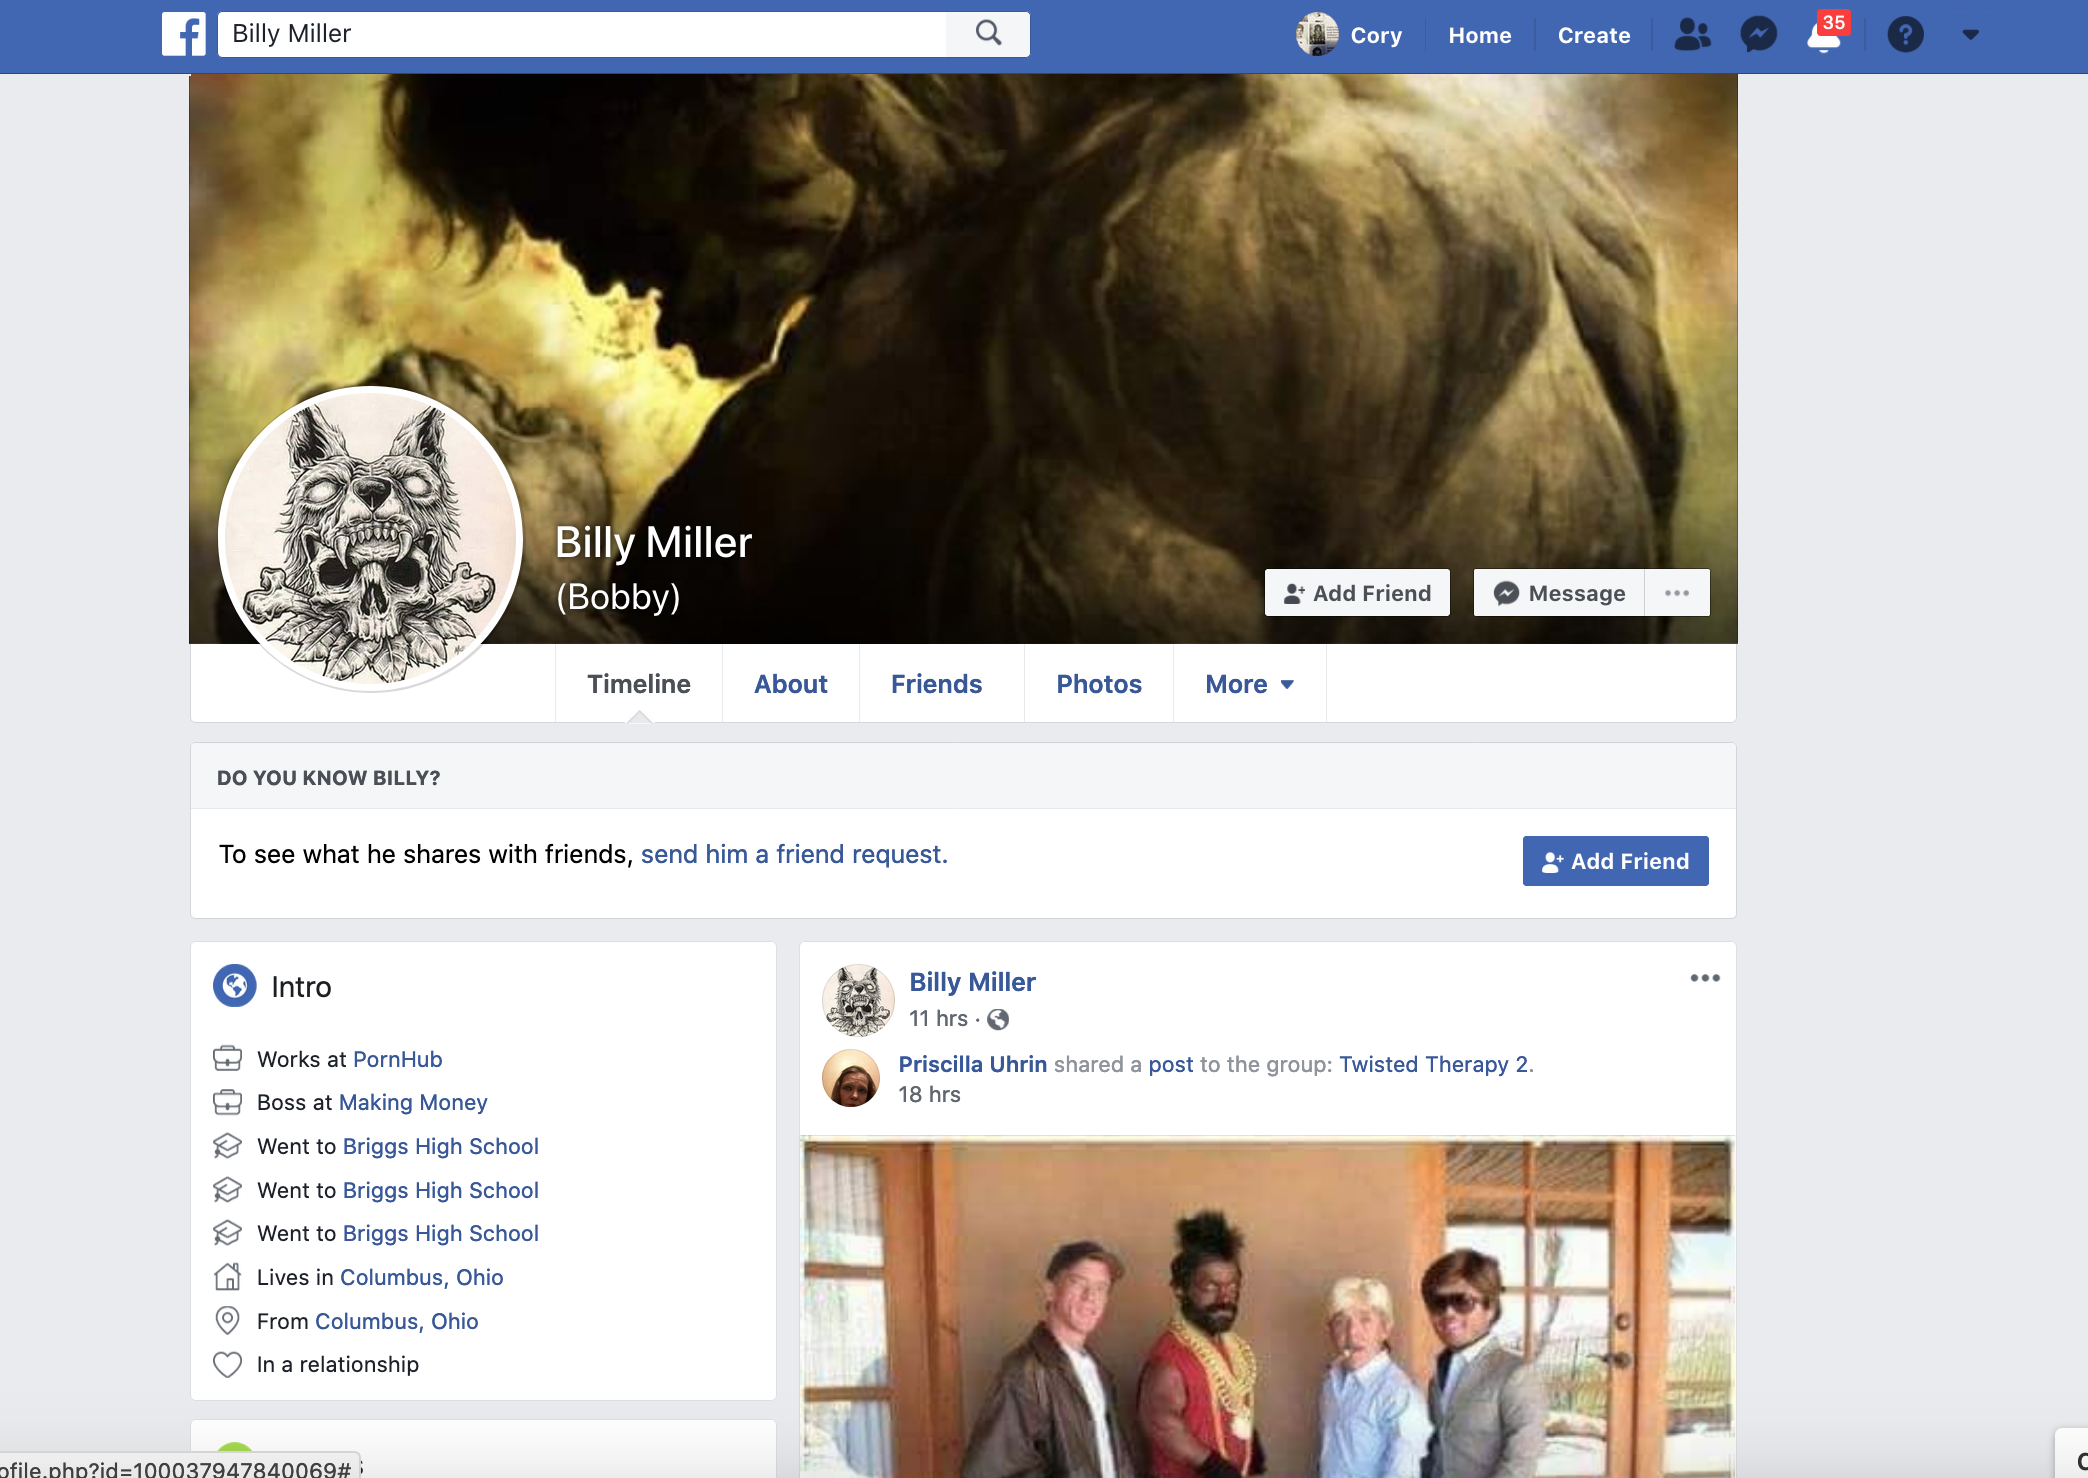 Billy Miller
Cory
Home
Create
35
Billy Miller
(Bobby)
Add Friend
Message
Timeline
About
Friends
Photos
More
DO YOU KNOW BILLY?
To see what he shares with friends, send him a friend request.
Add Friend
Intro
Works at PornHub
Boss at Making Money
Went to Briggs High School
Went to Briggs High School
Went to Briggs High School
Lives in Columbus, Ohio
From Columbus, Ohio
In a relationship
Billy Miller
11 hrs ·
Priscilla Uhrin shared a post to the group: Twisted Therapy 2.
18 hrs
ofile.php?id=100037947840069#